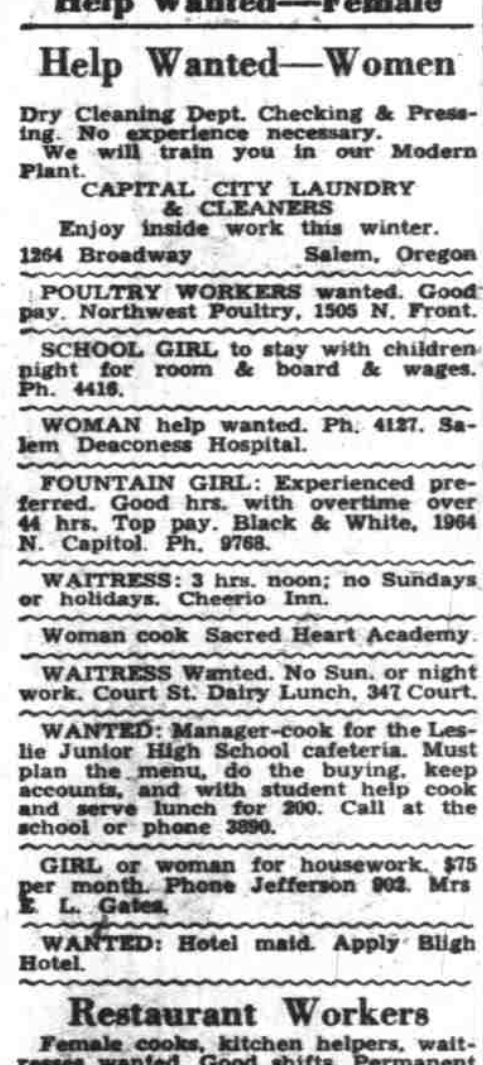 Help Wanted—Female
Help Wanted—Women
Dry Cleaning Dept. Checking & Press-
ing. No experience necessary.
We will train you in our Modern
Plant.
CAPITAL CITY LAUNDRY
& CLEANERS
Enjoy inside work this winter.
1264 Broadway Salem, Oregon
POULTRY WORKERS wanted. Good
pay. Northwest Poultry, 1505 N. Front.
SCHOOL GIRL to stay with children
night for room & board & wages.
Ph. 4416.
WOMAN help wanted. Ph. 4127. Sa-
lem Deaconess Hospital.
FOUNTAIN GIRL: Experienced pre-
ferred. Good hrs. with overtime over
44 hrs. Top pay. Black & White, 1964
N. Capitol. Ph. 9768.
WAITRESS: 3 hrs. noon; no Sundays
or holidays. Cheerio Inn.
Woman cook Sacred Heart Academy.
WAITRESS Wanted. No Sun. or night
work. Court St. Dairy Lunch, 347 Court.
WANTED: Manager-cook for the Les-
lie Junior High School cafeteria. Must
plan the menu, do the buying, keep
accounts, and with student help cook
and serve lunch for 200. Call at the
school or phone 3890.
GIRL or woman for housework. $75
per month. Phone Jefferson 902. Mrs
E. L. Gates.
WANTED: Hotel maid. Apply Bligh
Hotel.
Restaurant Workers
Female cooks, kitchen helpers, wait-
resses wanted. Good shifts. Permanent